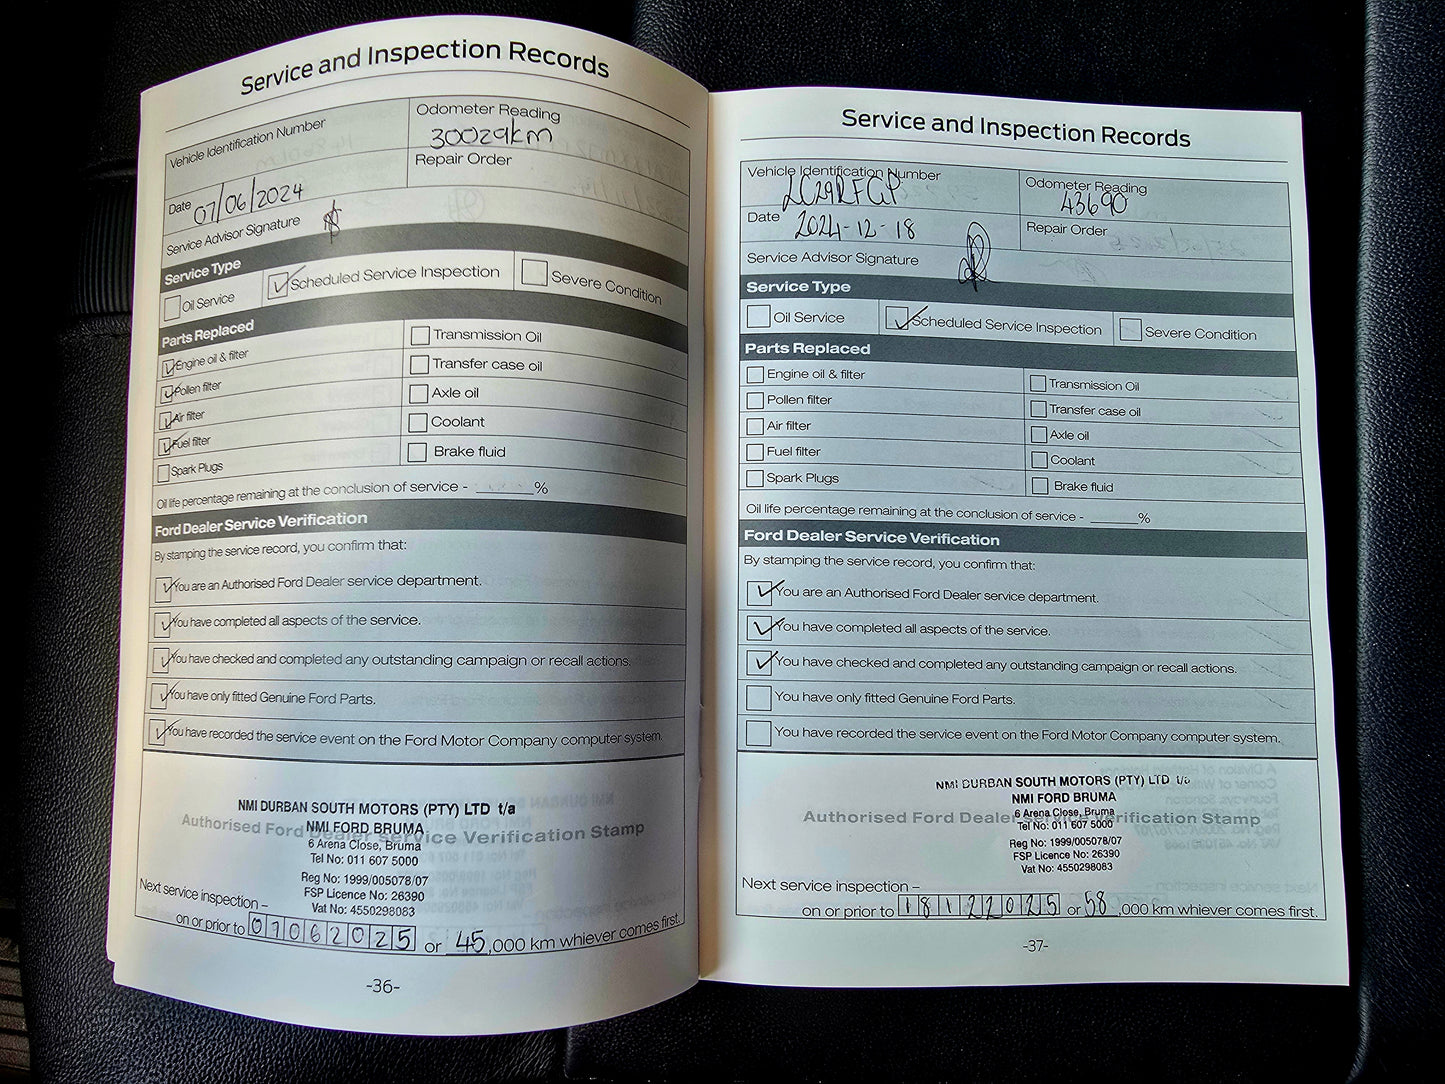 Service and Inspection Records
Vehicle Identification Number
Odometer Reading
30029km
Repair Order
Date 07/06/2024
Service Advisor Signature
Service Type
Oil Service
Scheduled Service Inspection
Severe Condition
Parts Replaced
Engine oil & filter
Transmission Oil
Pollen filter
Transfer case oil
Air filter
Axle oil
Fuel filter
Coolant
Spark Plugs
Brake fluid
Oil life percentage remaining at the conclusion of service - ______%
Ford Dealer Service Verification
By stamping the service record, you confirm that:
You are an Authorised Ford Dealer service department.
You have completed all aspects of the service.
You have checked and completed any outstanding campaign or recall actions.
You have only fitted Genuine Ford Parts.
You have recorded the service event on the Ford Motor Company computer system.
NMI DURBAN SOUTH MOTORS (PTY) LTD t/a
Authorised Ford Dealer Service Verification Stamp
NMI FORD BRUMA
6 Arena Close, Bruma
Tel No: 011 607 5000
Reg No: 1999/005078/07
FSP Licence No: 26390
Vat No: 4550298083
Next service inspection –
on or prior to 07062025 or 45,000 km whiever comes first.
-36-
Service and Inspection Records
Vehicle Identification Number
Odometer Reading
43690
Date 2024-12-18
Repair Order
Service Advisor Signature
Service Type
Oil Service
Scheduled Service Inspection
Severe Condition
Parts Replaced
Engine oil & filter
Transmission Oil
Pollen filter
Transfer case oil
Air filter
Axle oil
Fuel filter
Coolant
Spark Plugs
Brake fluid
Oil life percentage remaining at the conclusion of service - ______%
Ford Dealer Service Verification
By stamping the service record, you confirm that:
You are an Authorised Ford Dealer service department.
You have completed all aspects of the service.
You have checked and completed any outstanding campaign or recall actions.
You have only fitted Genuine Ford Parts.
You have recorded the service event on the Ford Motor Company computer system.
NMI DURBAN SOUTH MOTORS (PTY) LTD t/a
NMI FORD BRUMA
Authorised Ford Dealer Service Verification Stamp
6 Arena Close, Bruma
Tel No: 011 607 5000
Reg No: 1999/005078/07
FSP Licence No: 26390
Vat No: 4550298083
Next service inspection –
on or prior to 18122025 or 58,000 km whiever comes first.
-37-